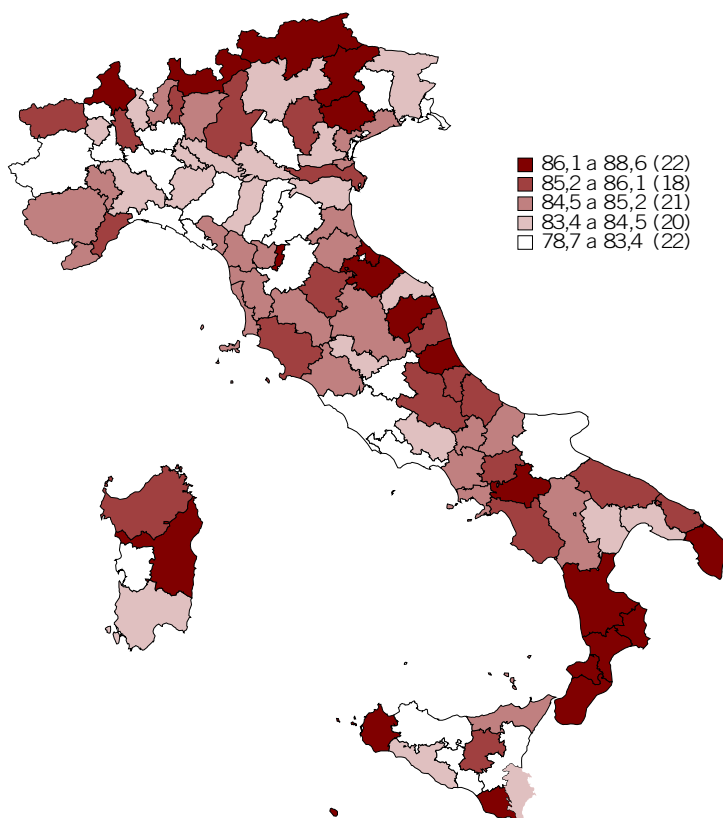 86,1 a 88,6 (22)
85,2 a 86,1 (18)
84,5 a 85,2 (21)
83,4 a 84,5 (20)
78,7 a 83,4 (22)